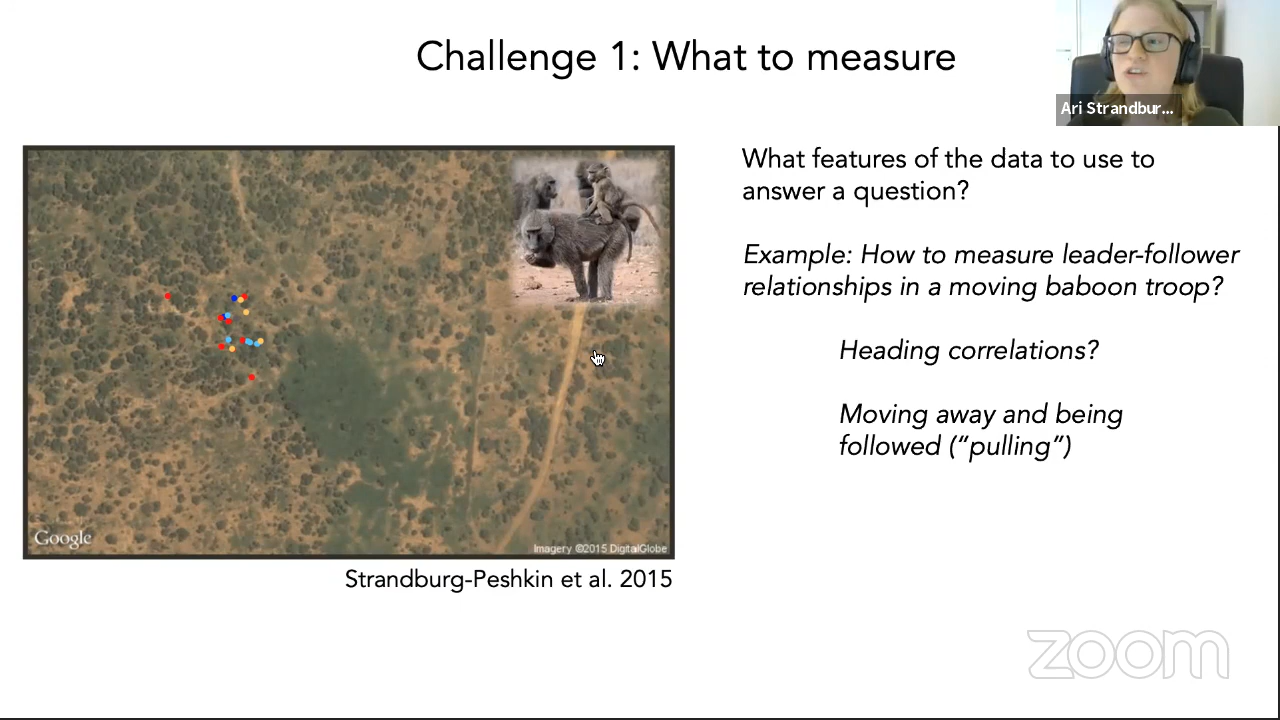 Challenge 1: What to measure
Ari Strandbur...
What features of the data to use to
answer a question?
Example: How to measure leader-follower
relationships in a moving baboon troop?
Heading correlations?
Moving away and being
followed (“pulling”)
Google
Imagery ©2015 DigitalGlobe
Strandburg-Peshkin et al. 2015
zoom